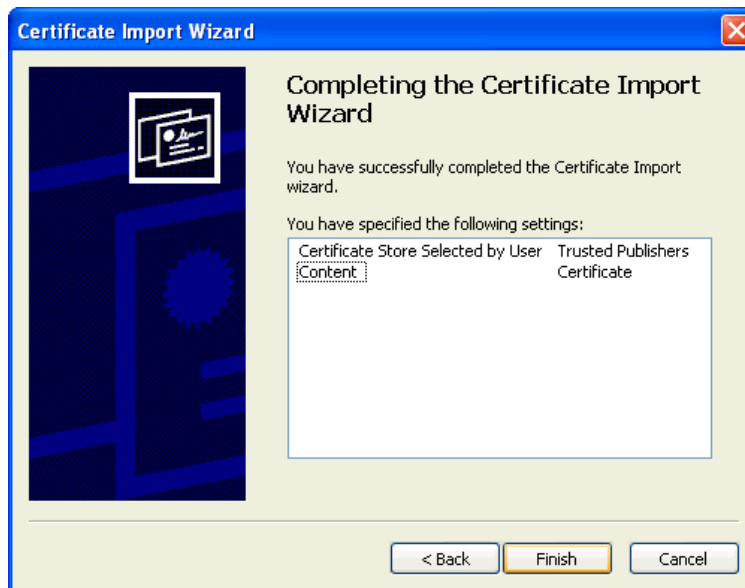 Certificate Import Wizard
Completing the Certificate Import
Wizard
You have successfully completed the Certificate Import
wizard.
You have specified the following settings:
Certificate Store Selected by User Trusted Publishers
Content Certificate
< Back Finish Cancel